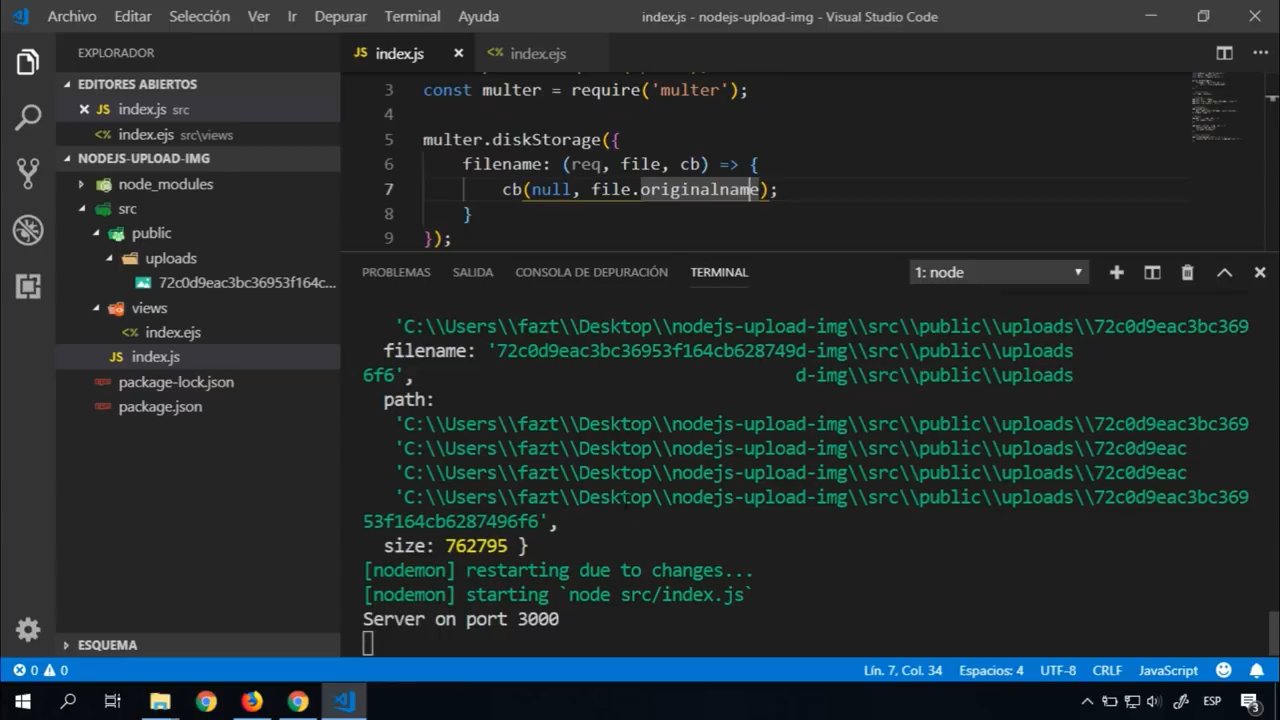 Archivo Editar Selección Ver Ir Depurar Terminal Ayuda index.js - nodejs-upload-img - Visual Studio Code
EXPLORADOR
EDITORES ABIERTOS
JS index.js src
<% index.ejs src\views
NODEJS-UPLOAD-IMG
node_modules
src
public
uploads
72c0d9eac3bc36953f164c...
views
<% index.ejs
JS index.js
package-lock.json
package.json
ESQUEMA
JS index.js <% index.ejs
3 const multer = require('multer');
4
5 multer.diskStorage({
6 filename: (req, file, cb) => {
7 cb(null, file.originalname);
8 }
9 });
PROBLEMAS SALIDA CONSOLA DE DEPURACIÓN TERMINAL 1: node
'C:\\Users\\fazt\\Desktop\\nodejs-upload-img\\src\\public\\uploads\\72c0d9eac3bc369
filename: '72c0d9eac3bc36953f164cb628749d-img\\src\\public\\uploads
6f6', d-img\\src\\public\\uploads
path:
'C:\\Users\\fazt\\Desktop\\nodejs-upload-img\\src\\public\\uploads\\72c0d9eac3bc369
'C:\\Users\\fazt\\Desktop\\nodejs-upload-img\\src\\public\\uploads\\72c0d9eac
'C:\\Users\\fazt\\Desktop\\nodejs-upload-img\\src\\public\\uploads\\72c0d9eac
'C:\\Users\\fazt\\Desktop\\nodejs-upload-img\\src\\public\\uploads\\72c0d9eac3bc369
53f164cb6287496f6',
size: 762795 }
[nodemon] restarting due to changes...
[nodemon] starting `node src/index.js`
Server on port 3000
0 0 Lín. 7, Col. 34 Espacios: 4 UTF-8 CRLF JavaScript
ESP 3